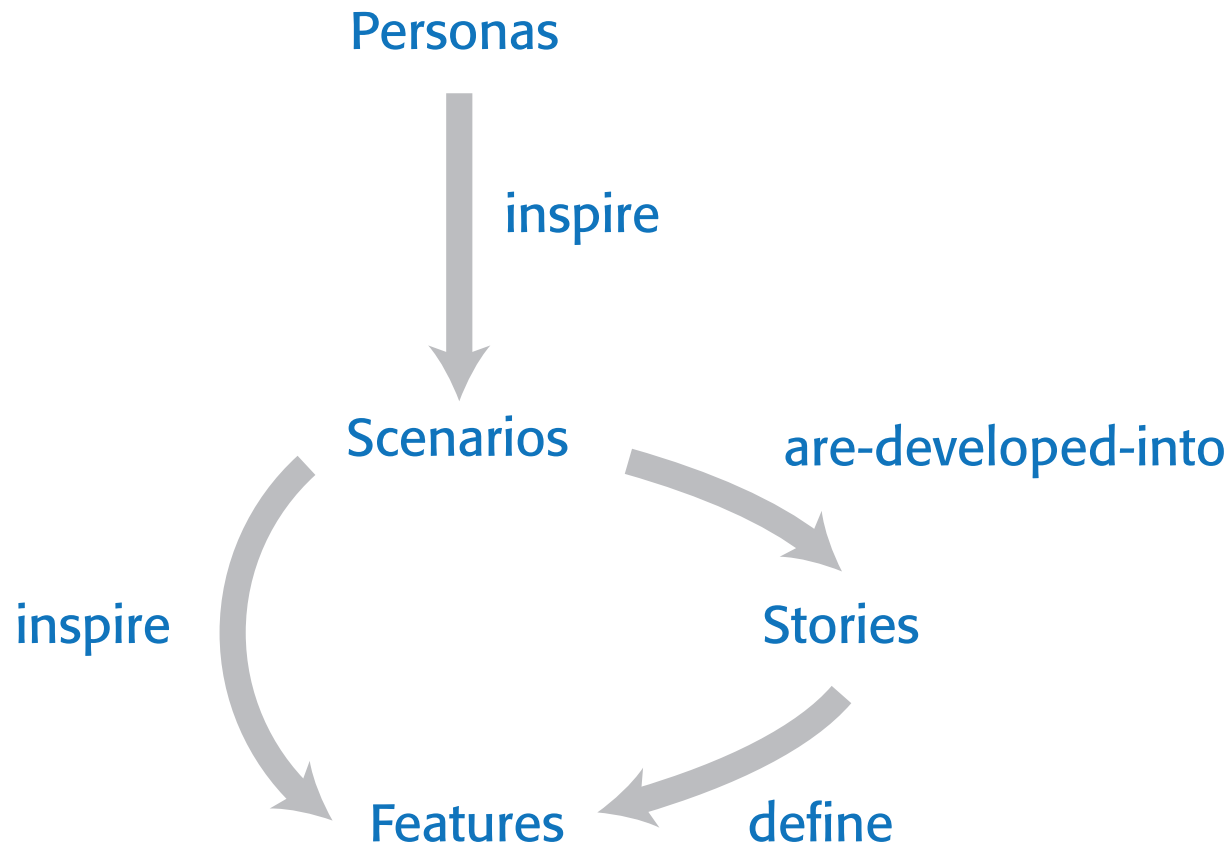 Personas
inspire
Scenarios
are-developed-into
inspire
Stories
Features
define